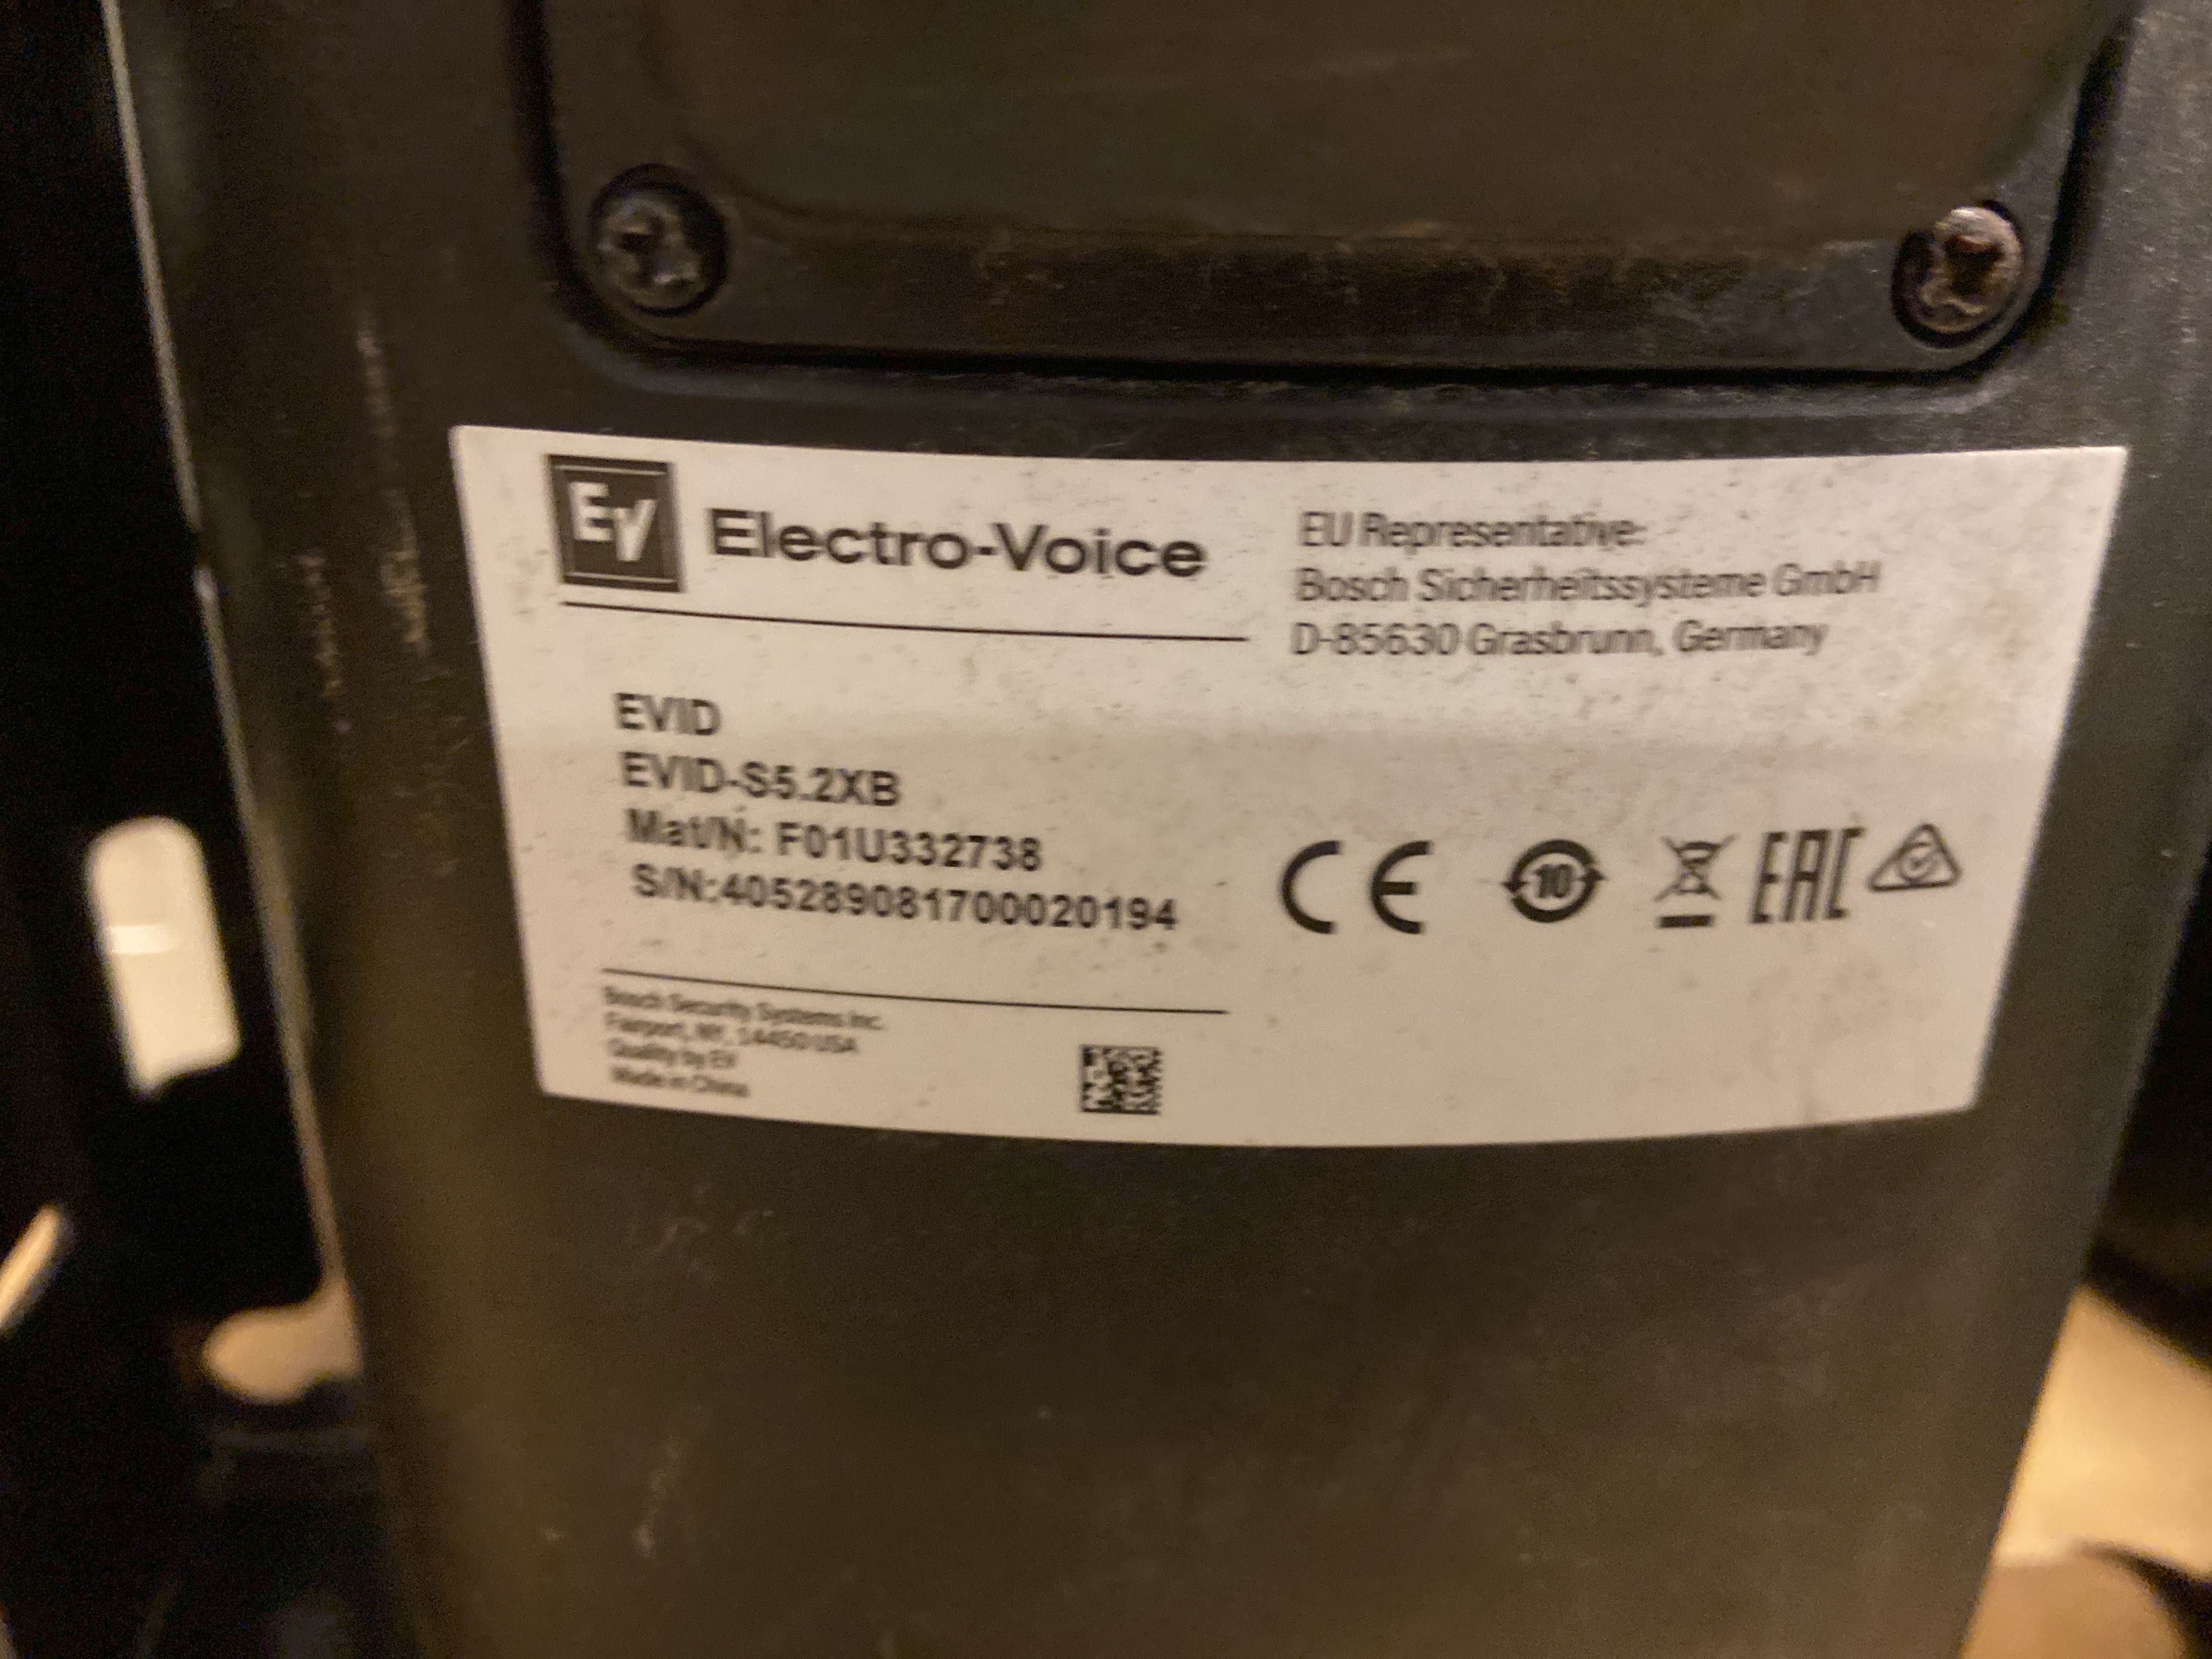 EV Electro-Voice
EU Representative:
Bosch Sicherheitssysteme GmbH
D-85630 Grasbrunn, Germany
EVID
EVID-S5.2XB
Mat/N: F01U332738
S/N:405289081700020194
CE 10 EAC
Bosch Security Systems Inc.
Fairport, NY, 14450 USA
Quality by EV
Made in China